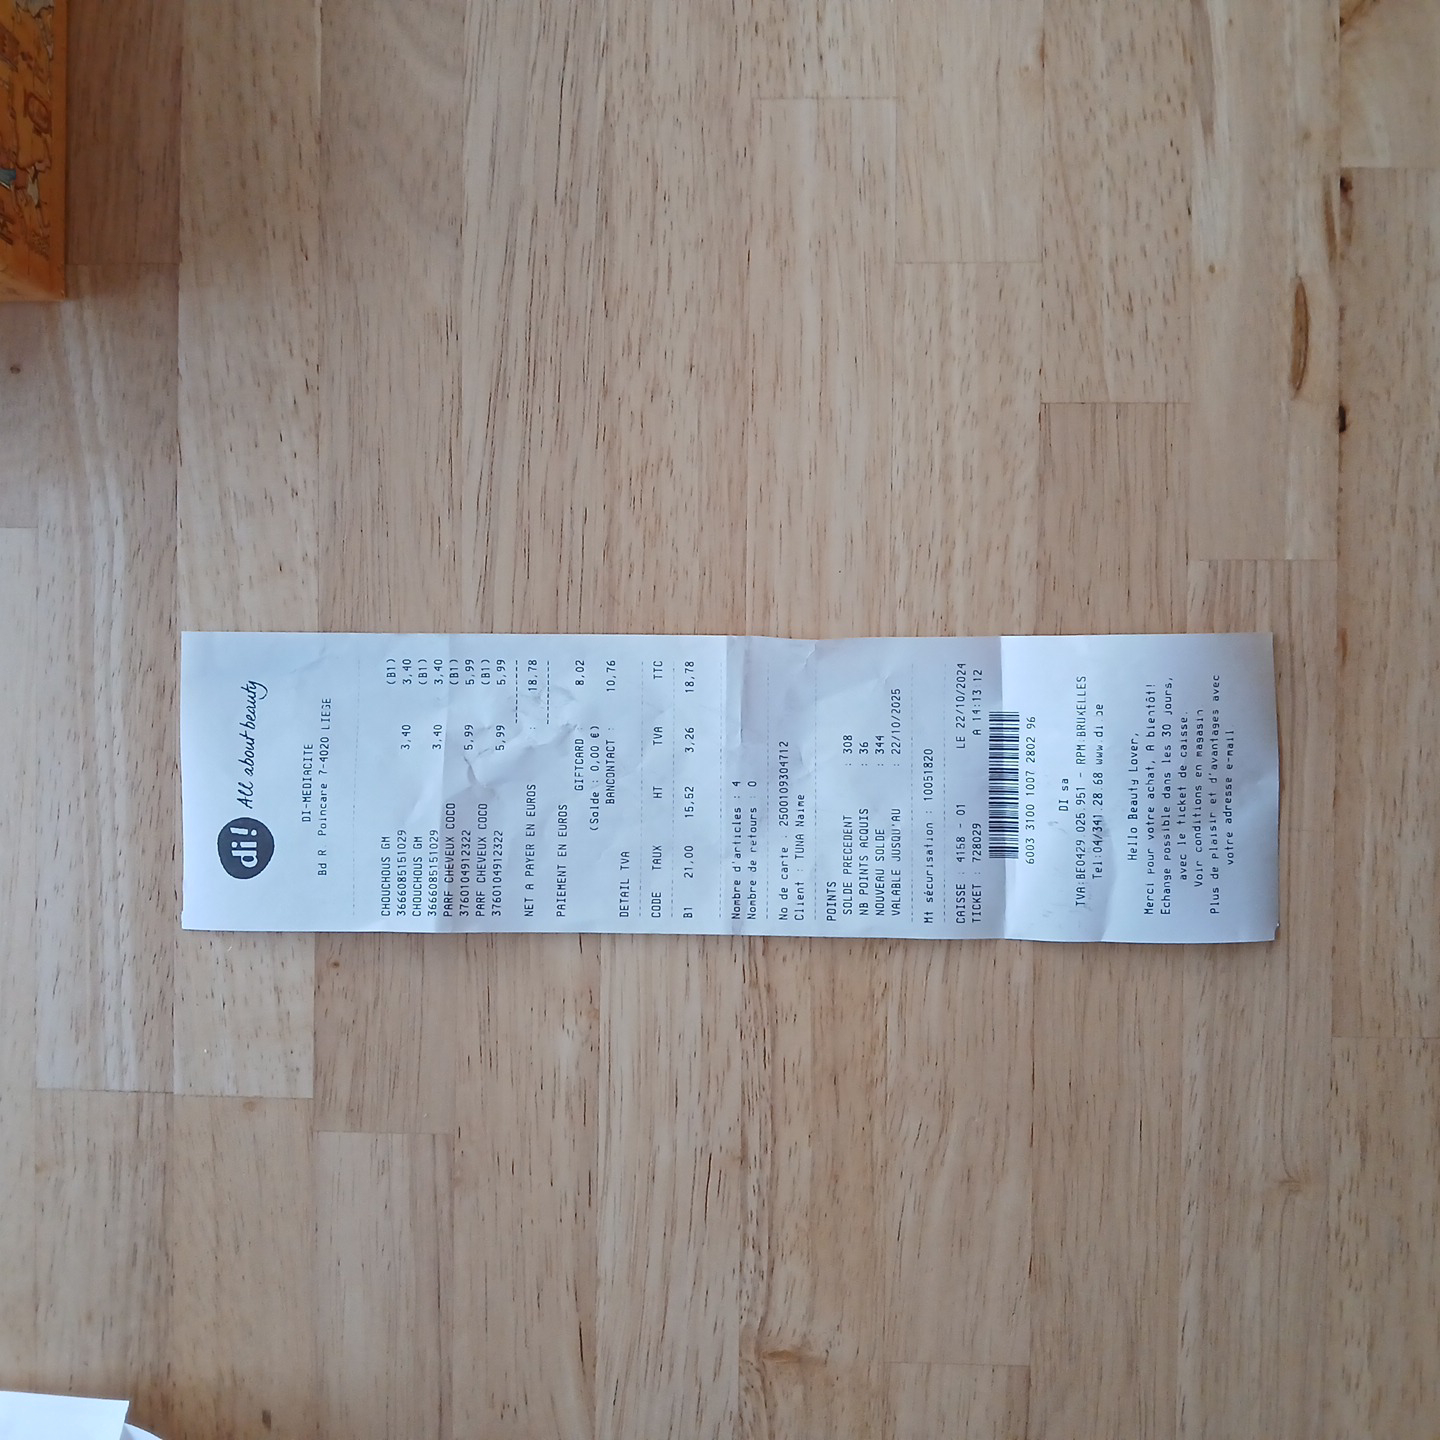 di! All about beauty
DI-MEDIACITE
Bd R. Poincare 7-4020 LIEGE
CHOUCHOUS GM (B1)
3666085151029 3,40 3,40
CHOUCHOUS GM (B1)
3666085151029 3,40 3,40
PARF CHEVEUX COCO (B1)
3760104912322 5,99 5,99
PARF CHEVEUX COCO (B1)
3760104912322 5,99 5,99
NET A PAYER EN EUROS : 18,78
PAIEMENT EN EUROS
GIFTCARD : 8,02
(Solde : 0,00 €)
BANCONTACT : 10,76
DETAIL TVA
CODE TAUX HT TVA TTC
B1 21,00 15,52 3,26 18,78
Nombre d'articles : 4
Nombre de retours : 0
No de carte : 2500109304712
Client : TUNA Naime
POINTS
SOLDE PRECEDENT : 308
NB POINTS ACQUIS : 36
NOUVEAU SOLDE : 344
VALABLE JUSQU'AU : 22/10/2025
Mt sécurisation : 10051820
CAISSE : 4158 - 01 LE 22/10/2024
TICKET : 728029 A 14:13 12
6003 3100 1007 2802 96
DI sa
TVA:BE0429.025.951 - RPM BRUXELLES
Tel:04/341.28.68 www.di.be
Hello Beauty Lover,
Merci pour votre achat, A bientôt!
Echange possible dans les 30 jours,
avec le ticket de caisse.
Voir conditions en magasin
Plus de plaisir et d'avantages avec
votre adresse e-mail